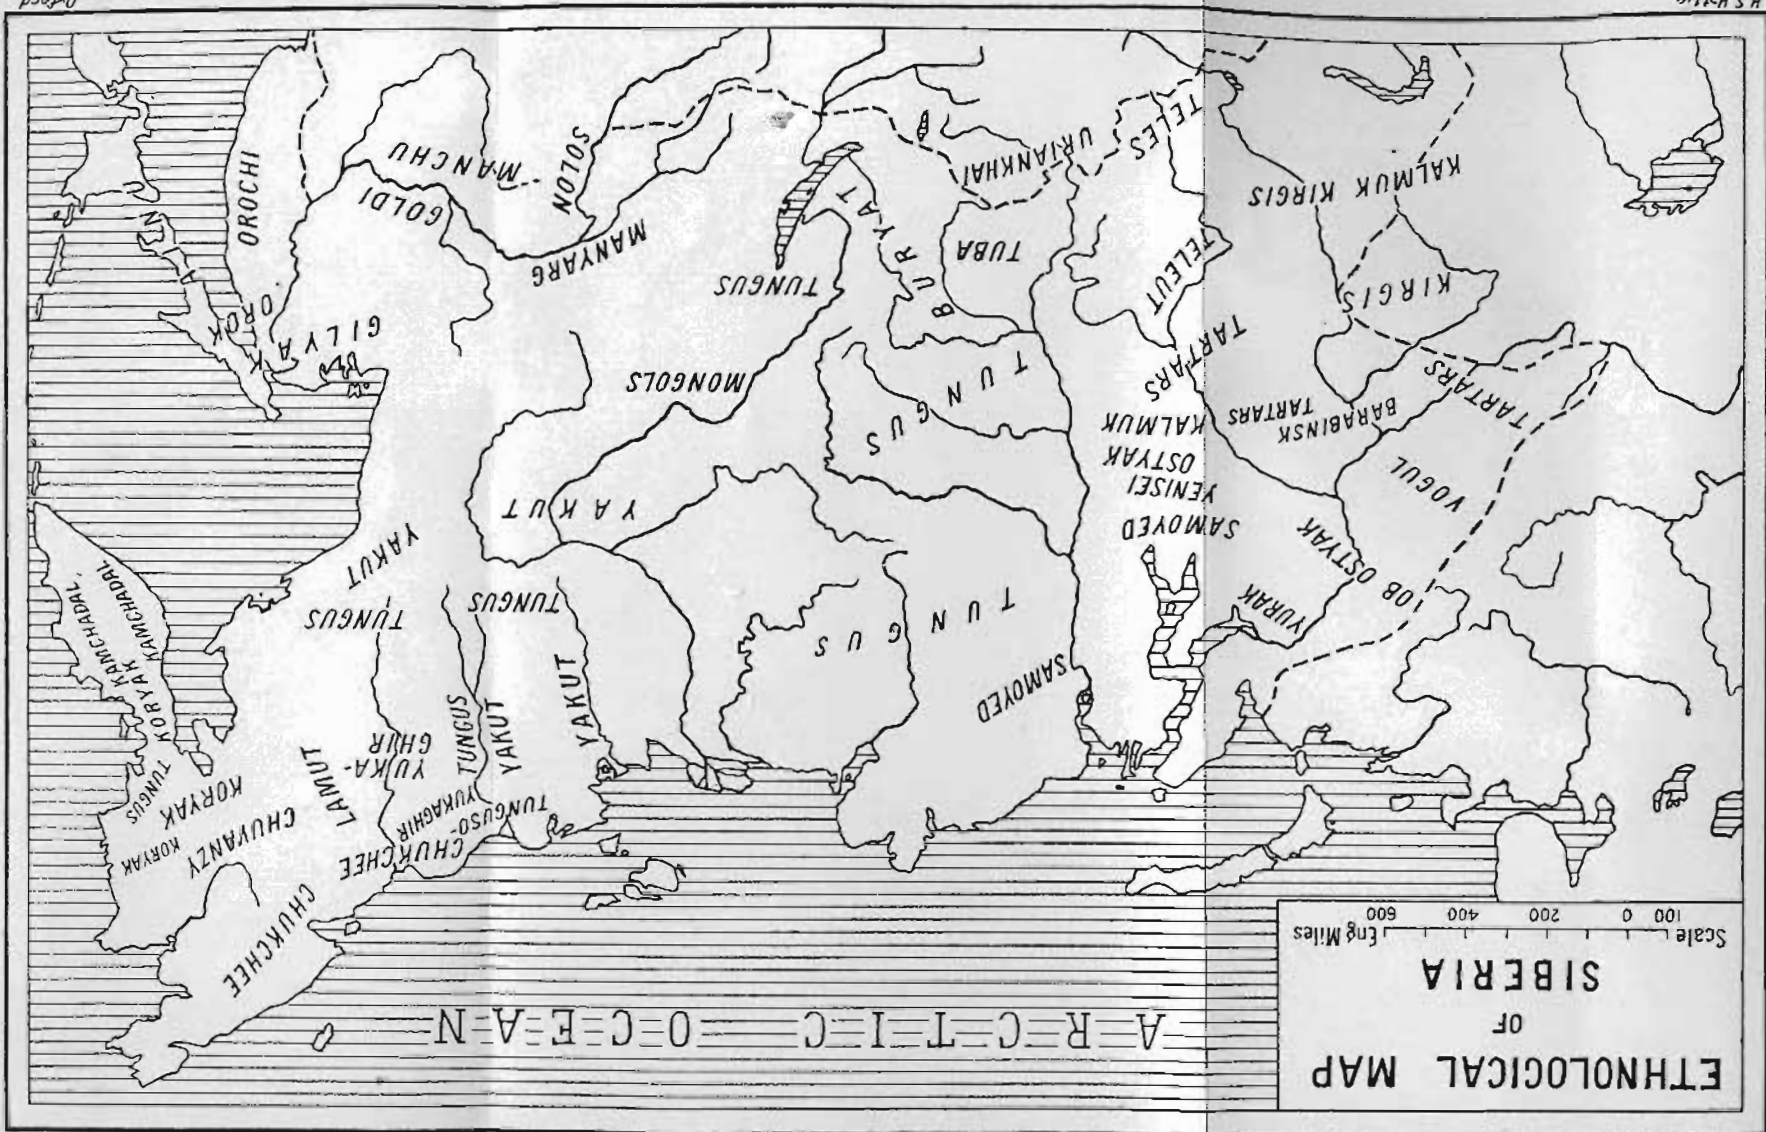 ETHNOLOGICAL MAP
OF
SIBERIA
Scale 100 0 200 400 600 Eng Miles
ARCTIC OCEAN
CHUKCHEE
CHUKCHEE
TUNGUSO-
YUKAGHIR
CHUVANZY
KORYAK
KORYAK
TUNGUS
LAMUT
YUKA-
GHIR
TUNGUS
YAKUT
YAKUT
SAMOYED
KORYAK
KAMCHADAL
KAMCHADAL
KAMCHADAL
YURAK
TUNGUS
TUNGUS
TUNGUS
OB OSTYAK
SAMOYED
YENISEI
OSTYAK
KALMUK
YAKUT
YAKUT
VOGUL
BARABINSK
TARTARS
TARTARS
TARTARS
TUNGUS
MONGOLS
GILYAK
OROK
KIRGIS
TELEUT
TUBA
BURYAT
TUNGUS
MANYARG
AINU
OROCHI
GOLDI
KALMUK KIRGIS
TELES
URIANKHAI
SOLON
MANCHU
Oxford